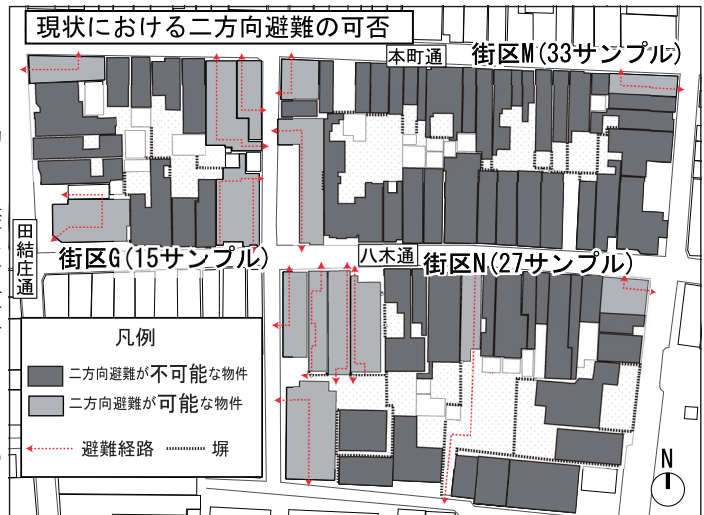 現状における二方向避難の可否
本町通
街区M(33サンプル)
田結庄通
街区G(15サンプル)
八木通
街区N(27サンプル)
凡例
二方向避難が不可能な物件
二方向避難が可能な物件
避難経路
塀
N